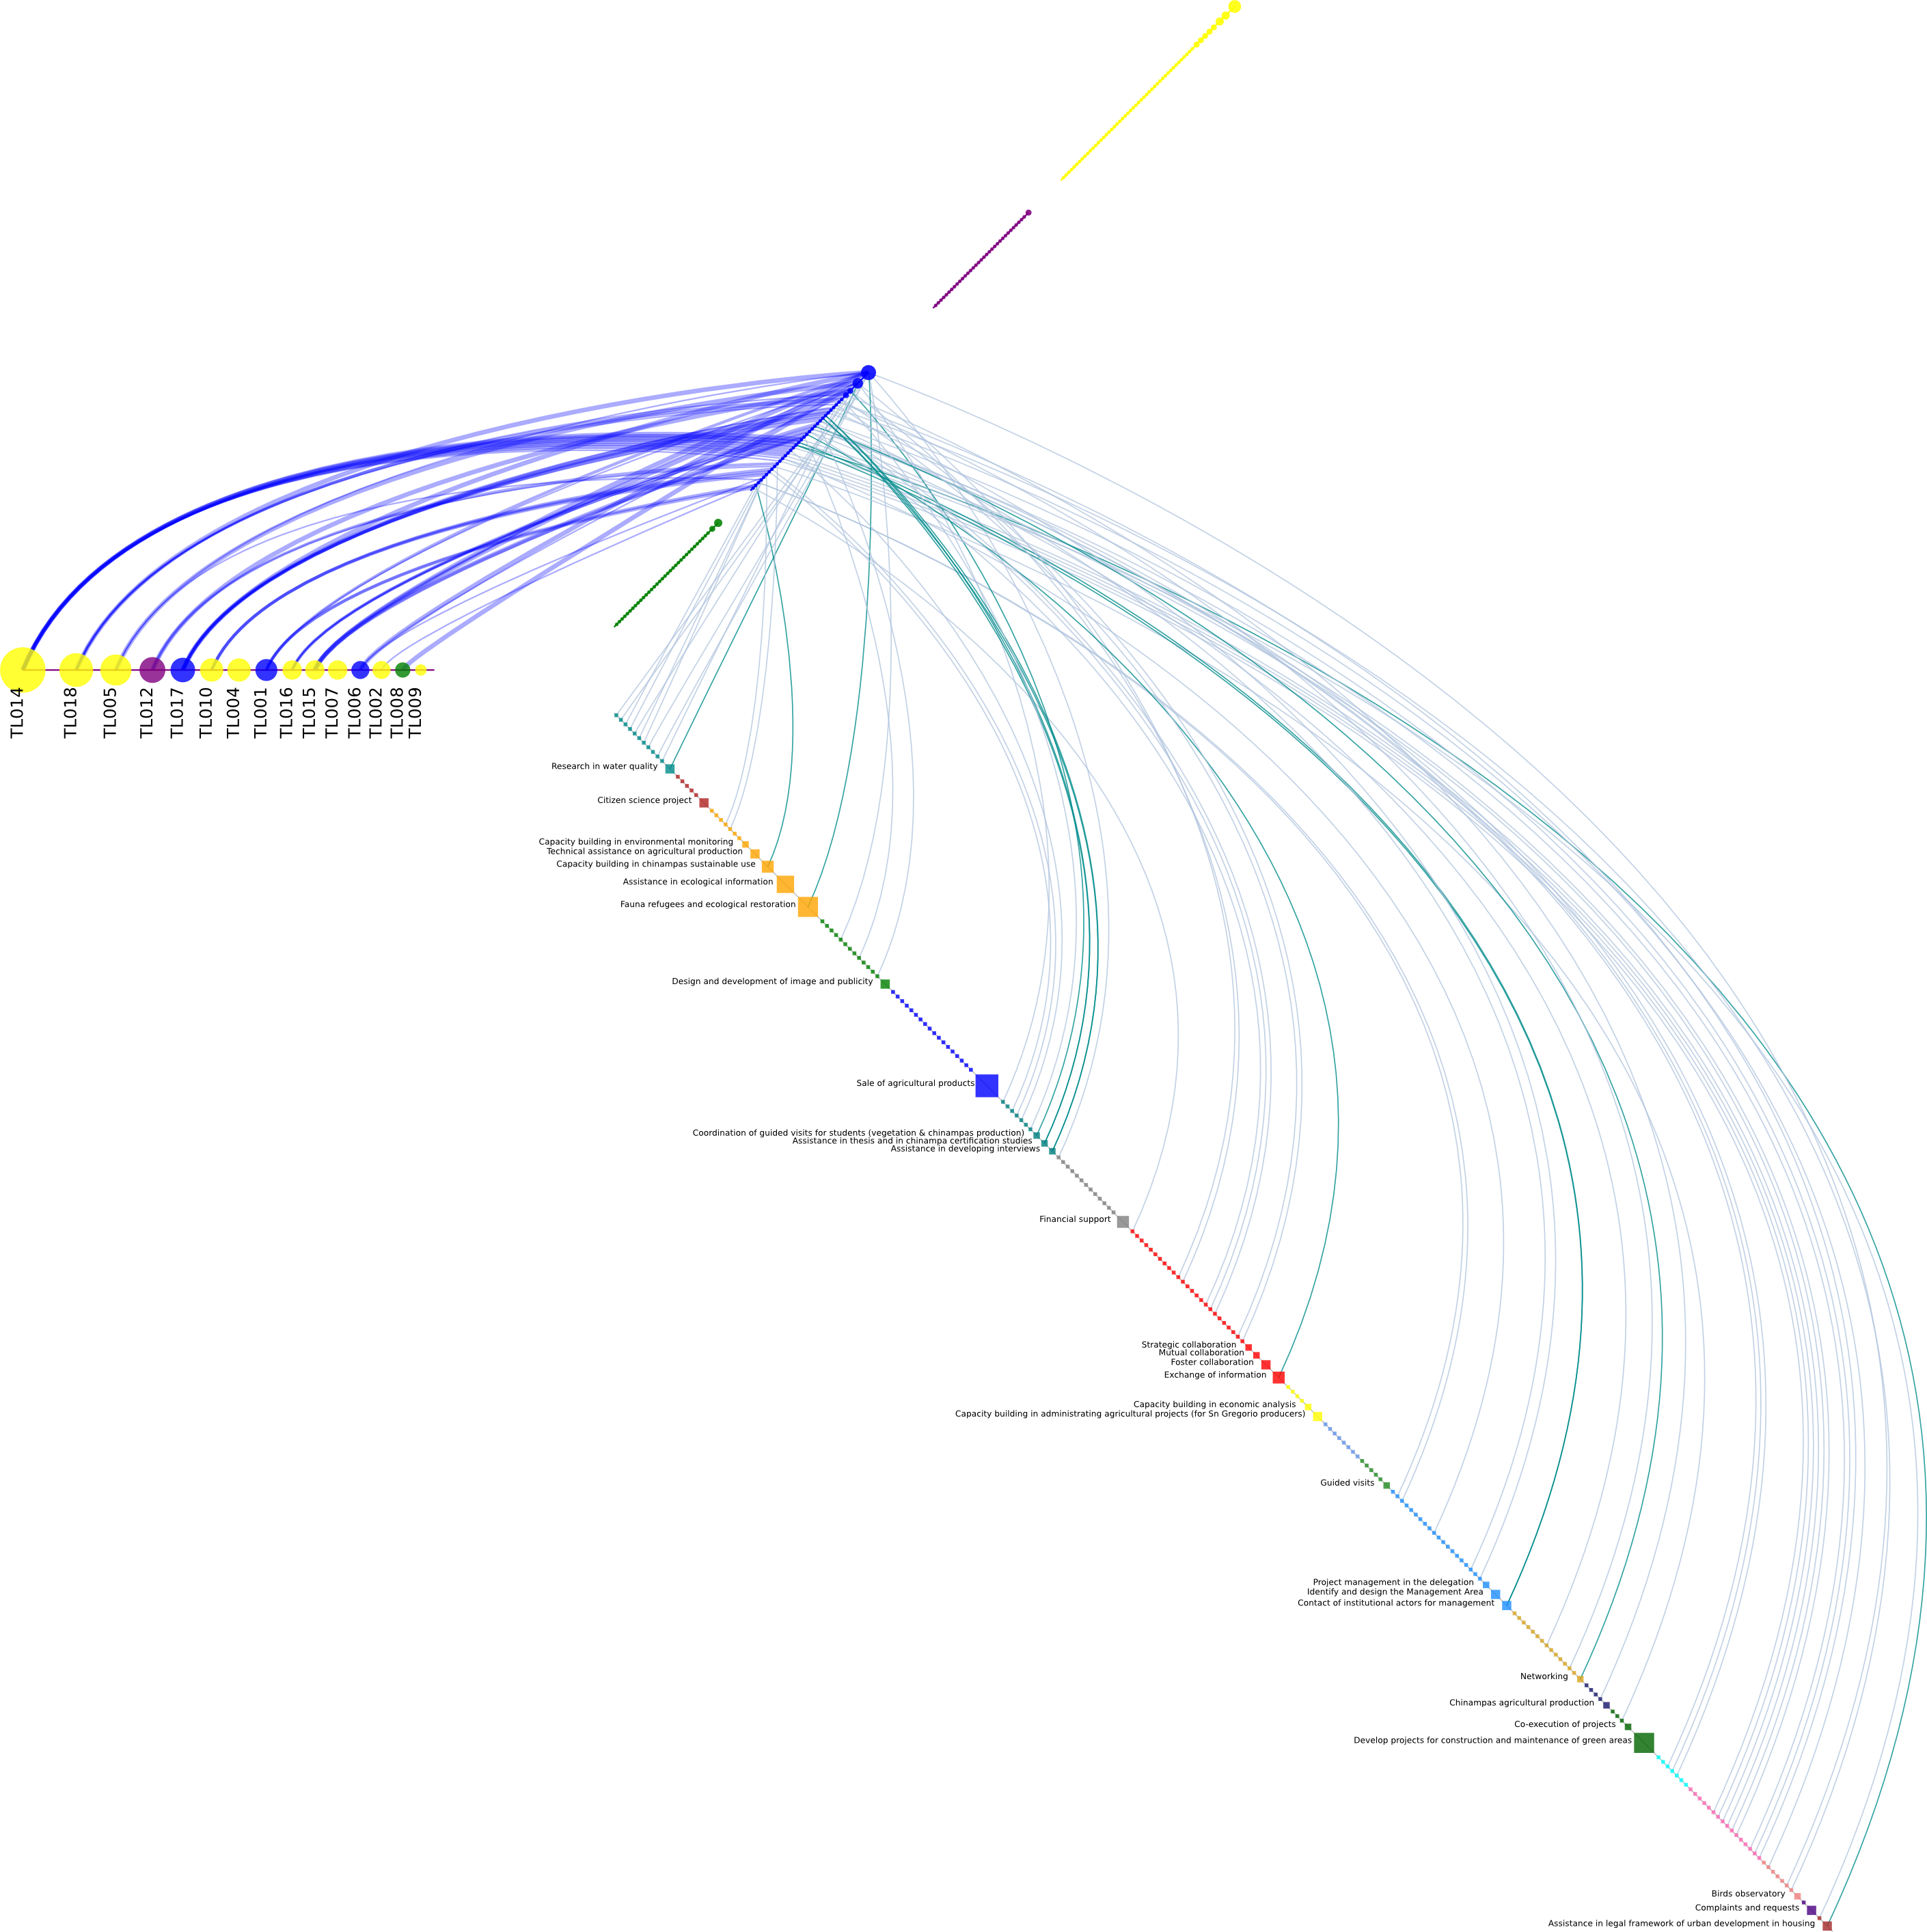 TL014
TL018
TL005
TL012
TL017
TL010
TL004
TL001
TL016
TL015
TL007
TL006
TL002
TL008
TL009
Research in water quality
Citizen science project
Capacity building in environmental monitoring
Technical assistance on agricultural production
Capacity building in chinampas sustainable use
Assistance in ecological information
Fauna refugees and ecological restoration
Design and development of image and publicity
Sale of agricultural products
Coordination of guided visits for students (vegetation & chinampas production)
Assistance in thesis and in chinampa certification studies
Assistance in developing interviews
Financial support
Strategic collaboration
Mutual collaboration
Foster collaboration
Exchange of information
Capacity building in economic analysis
Capacity building in administrating agricultural projects (for Sn Gregorio producers)
Guided visits
Project management in the delegation
Identify and design the Management Area
Contact of institutional actors for management
Networking
Chinampas agricultural production
Co-execution of projects
Develop projects for construction and maintenance of green areas
Birds observatory
Complaints and requests
Assistance in legal framework of urban development in housing